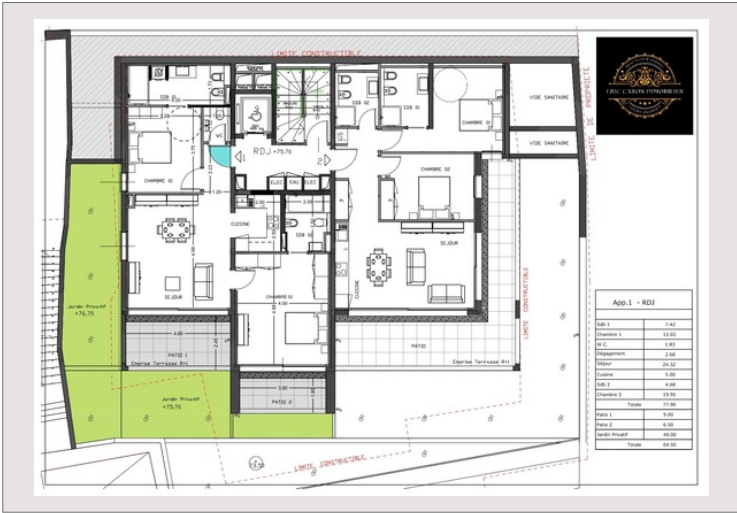 LIMITE CONSTRUCTIBLE
ERIC CARON IMMOBILIER
LIMITE DE PROPRIETE
SDB 01
SDB 02
SDB 01
CHAMBRE 01
VIDE SANITAIRE
VIDE SANITAIRE
WC
RDJ +75.70
1
2
ELEC
EAU
ELEC
CHAMBRE 01
CHAMBRE 02
CUISINE
SEJOUR
SEJOUR
CUISINE
CHAMBRE 02
Jardin Privatif
+76.70
PATIO 1
Emprise Terrasse R+1
PATIO
Emprise Terrasse R+1
LIMITE CONSTRUCTIBLE
Jardin Privatif
+75.70
PATIO 2
LIMITE CONSTRUCTIBLE
App.1 - RDJ
Sdb 1 7.42
Chambre 1 12.02
W.C. 1.83
Dégagement 2.68
Séjour 24.32
Cuisine 5.00
Sdb 2 4.68
Chambre 2 19.95
Totale 77.90
Patio 1 9.00
Patio 2 6.50
Jardin Privatif 49.00
Totale 64.50